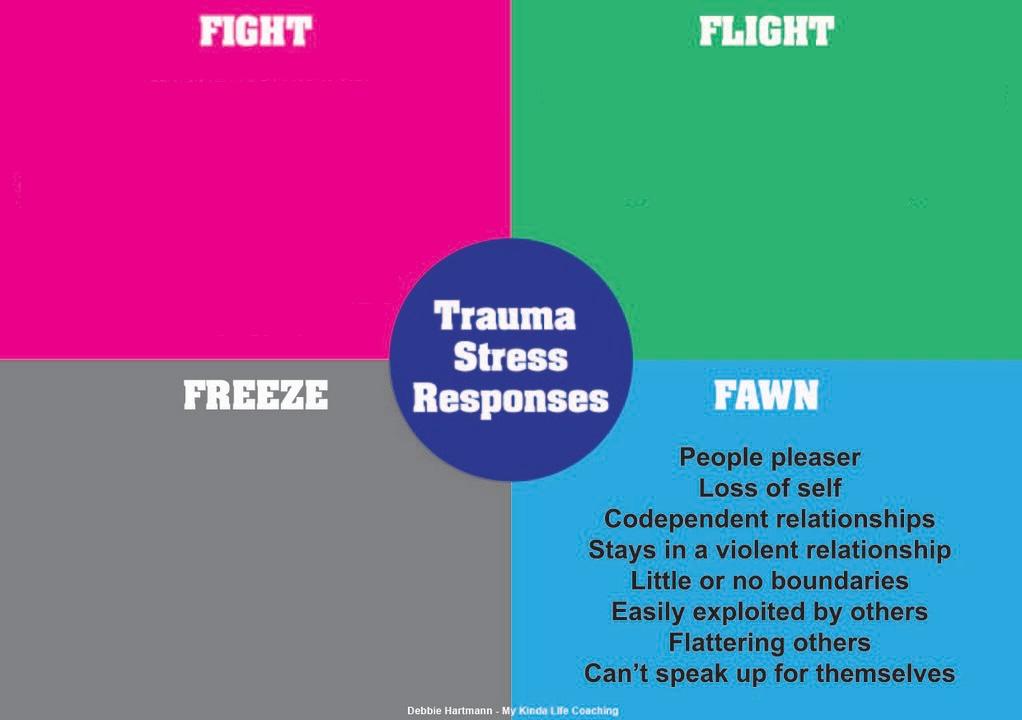 FIGHT
FLIGHT
Trauma
Stress
Responses
FREEZE
FAWN
People pleaser
Loss of self
Codependent relationships
Stays in a violent relationship
Little or no boundaries
Easily exploited by others
Flattering others
Can't speak up for themselves
Debbie Hartmann - My Kinda Life Coaching